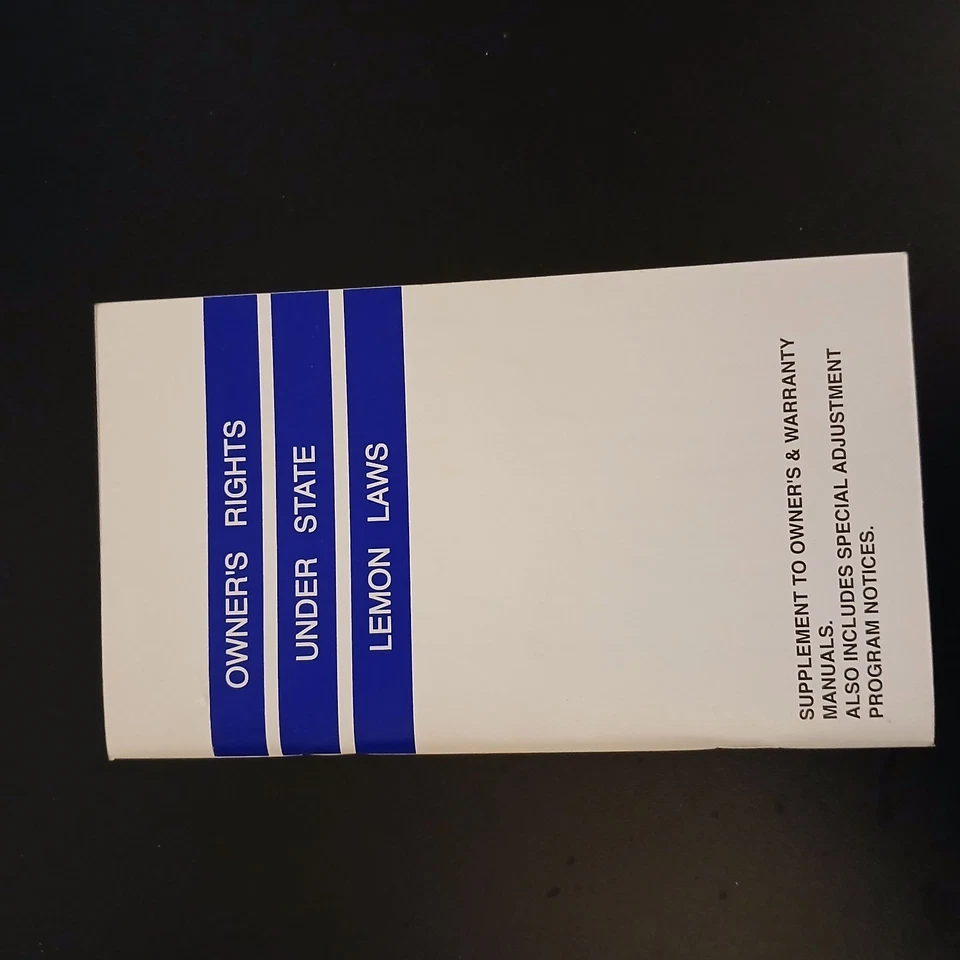 OWNER'S RIGHTS
UNDER STATE
LEMON LAWS
SUPPLEMENT TO OWNER'S & WARRANTY
MANUALS.
ALSO INCLUDES SPECIAL ADJUSTMENT
PROGRAM NOTICES.